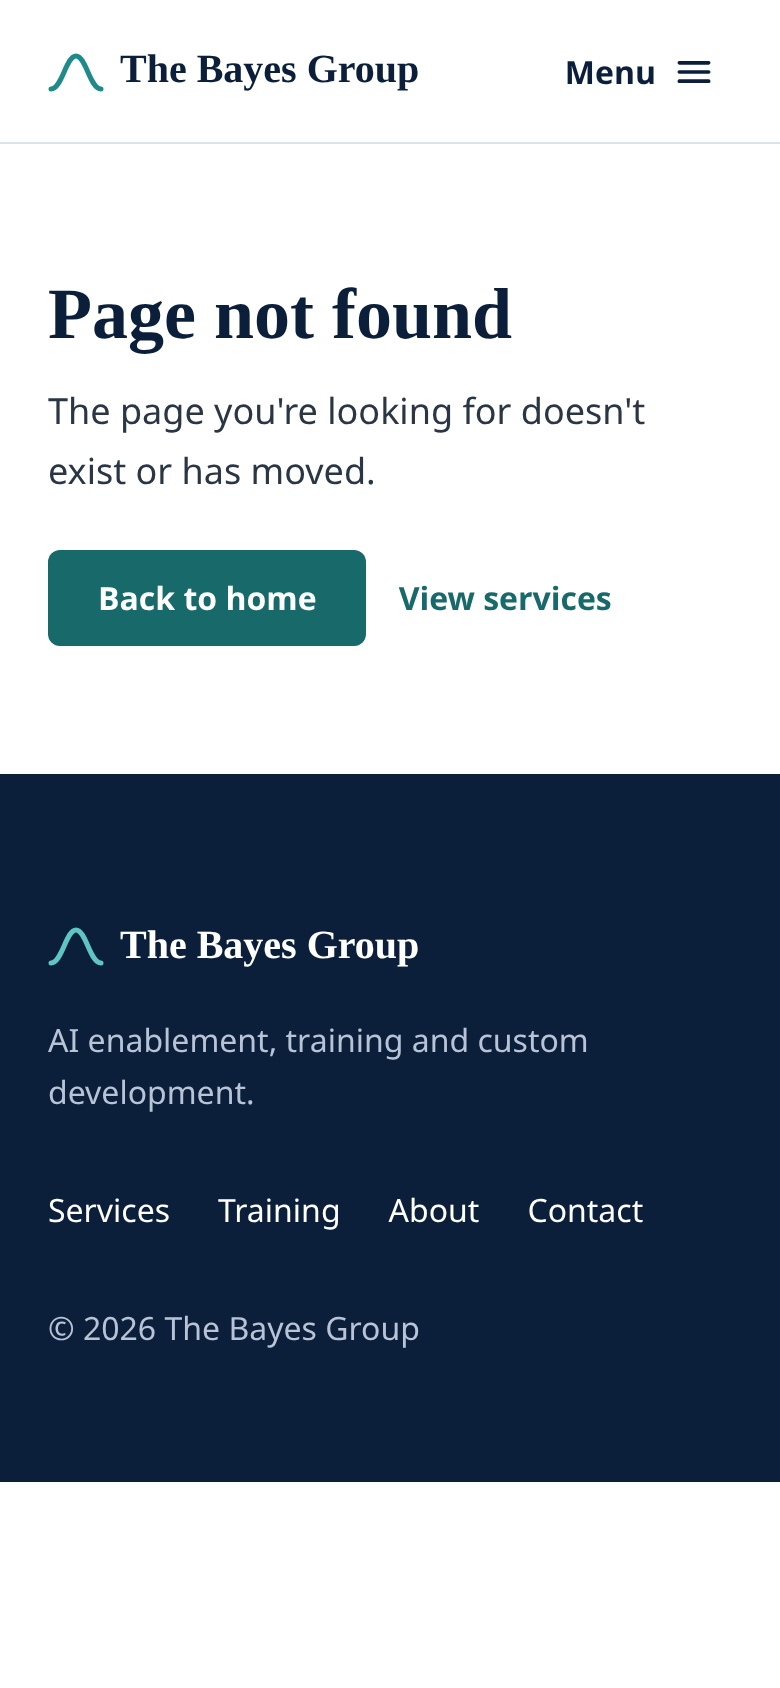 The Bayes Group
Menu
Page not found
The page you're looking for doesn't
exist or has moved.
Back to home
View services
The Bayes Group
AI enablement, training and custom
development.
Services
Training
About
Contact
© 2026 The Bayes Group